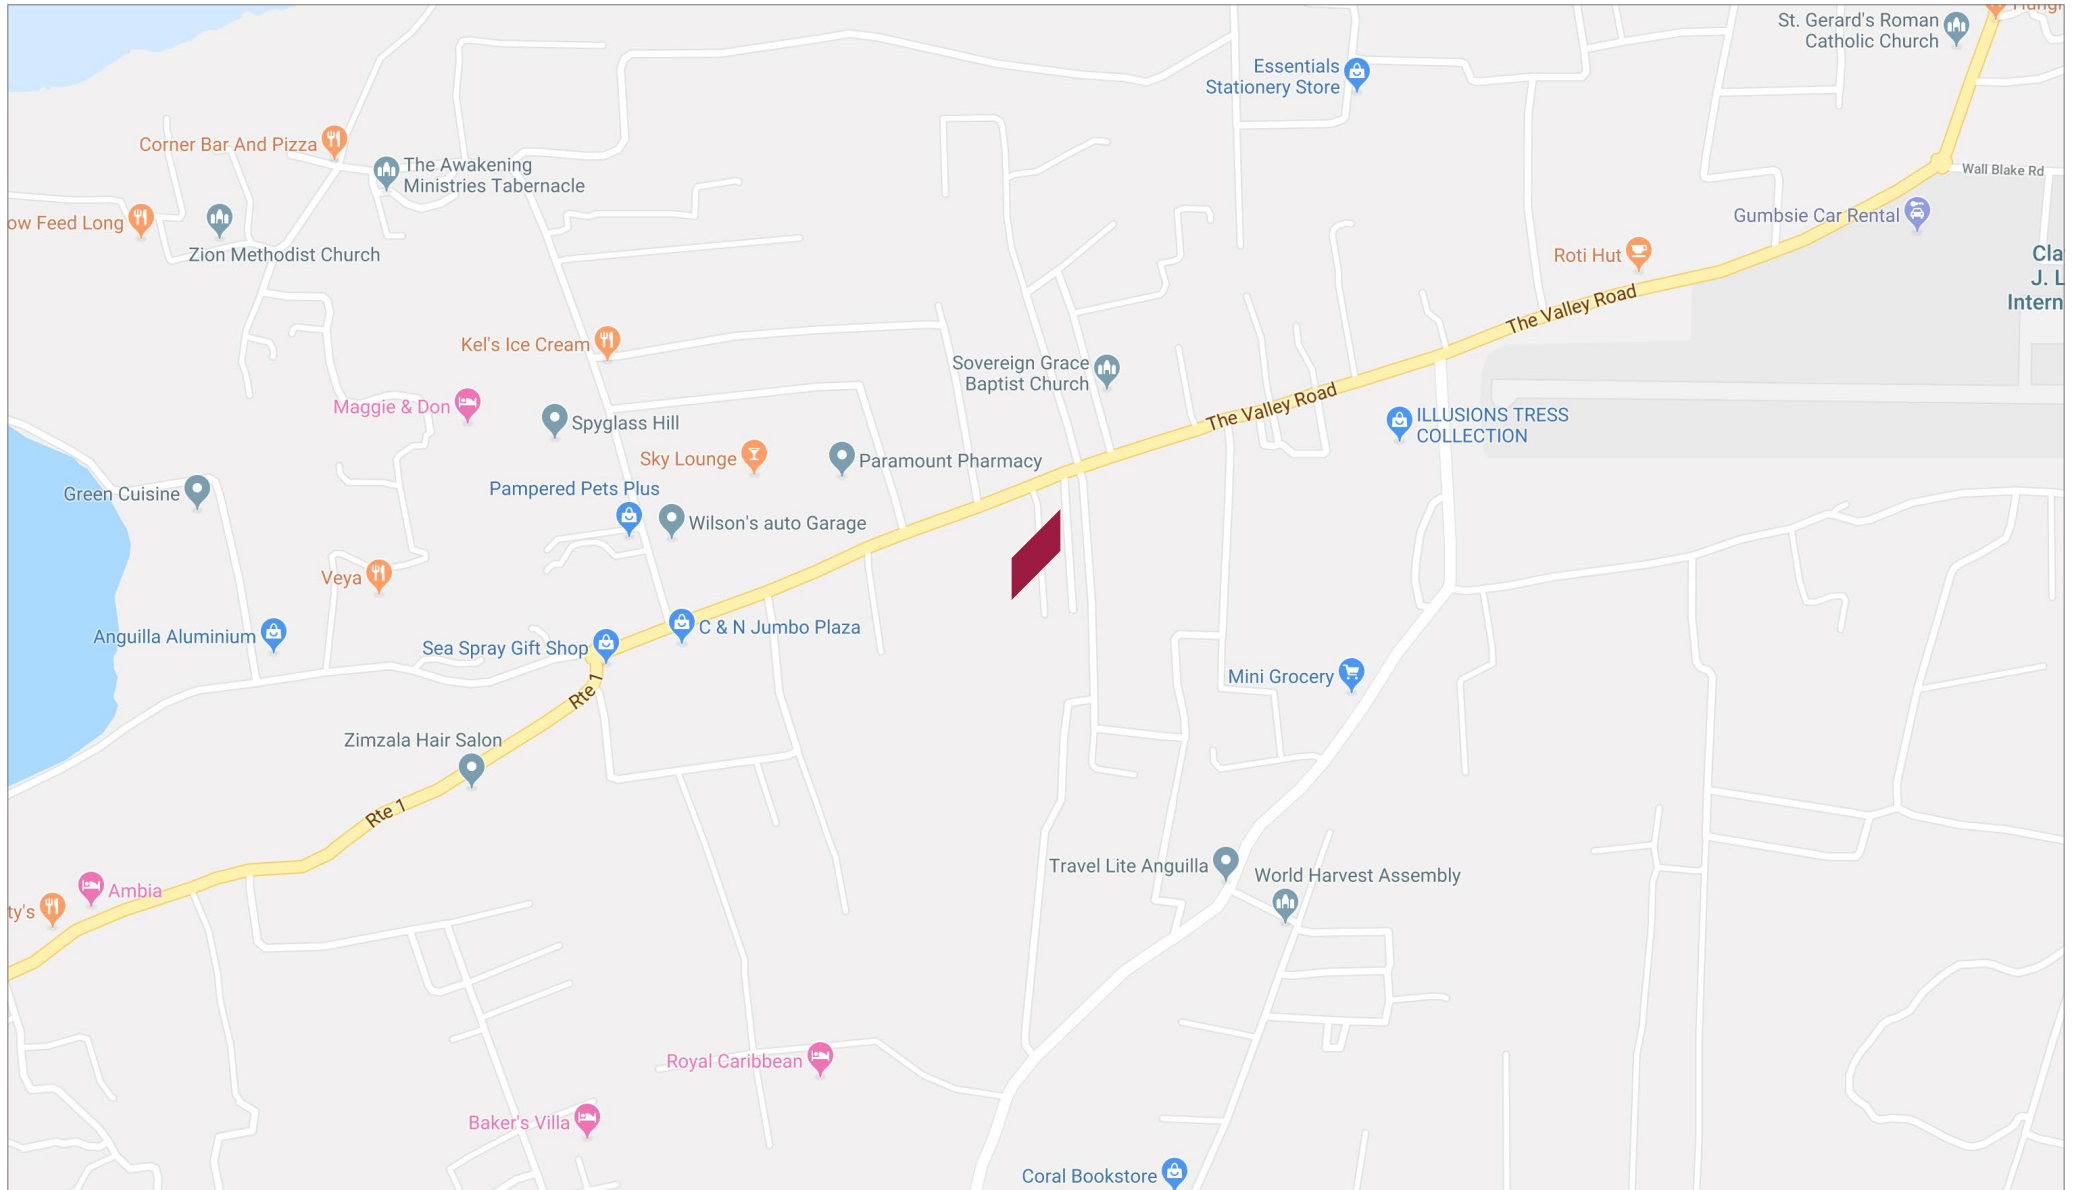 St. Gerard's Roman
Catholic Church
Essentials
Stationery Store
Corner Bar And Pizza
The Awakening
Ministries Tabernacle
Wall Blake Rd
ow Feed Long
Zion Methodist Church
Gumbsie Car Rental
Roti Hut
Cla
J. L
Intern
The Valley Road
Kel's Ice Cream
Sovereign Grace
Baptist Church
Maggie & Don
Spyglass Hill
The Valley Road
ILLUSIONS TRESS
COLLECTION
Sky Lounge
Paramount Pharmacy
Green Cuisine
Pampered Pets Plus
Wilson's auto Garage
Veya
Anguilla Aluminium
Sea Spray Gift Shop
C & N Jumbo Plaza
Rte 1
Mini Grocery
Zimzala Hair Salon
Rte 1
Travel Lite Anguilla
World Harvest Assembly
Ambia
ty's
Royal Caribbean
Baker's Villa
Coral Bookstore